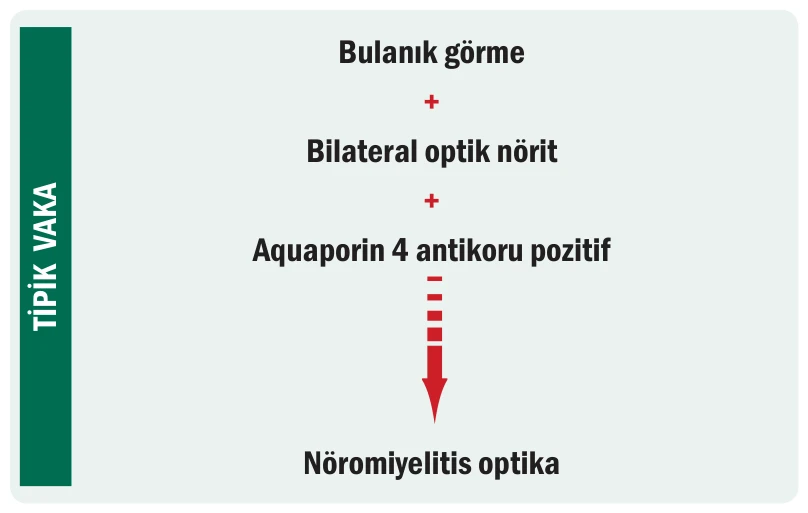 TİPİK VAKA
Bulanık görme
+
Bilateral optik nörit
+
Aquaporin 4 antikoru pozitif
Nöromiyelitis optika